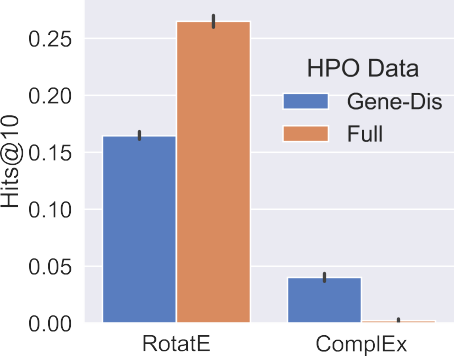 Hits@10
0.25
0.20
0.15
0.10
0.05
0.00
HPO Data
Gene-Dis
Full
RotatE
ComplEx